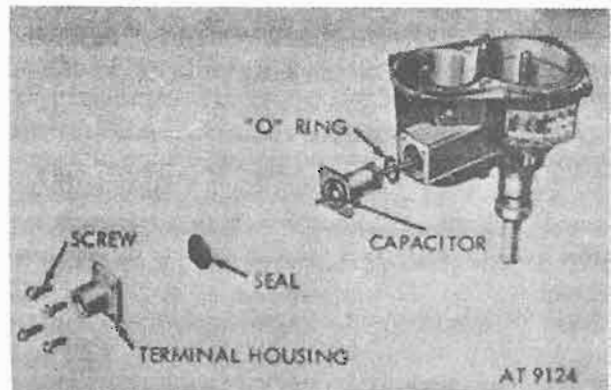 "O" RING
CAPACITOR
SCREW
SEAL
TERMINAL HOUSING
AT 9124